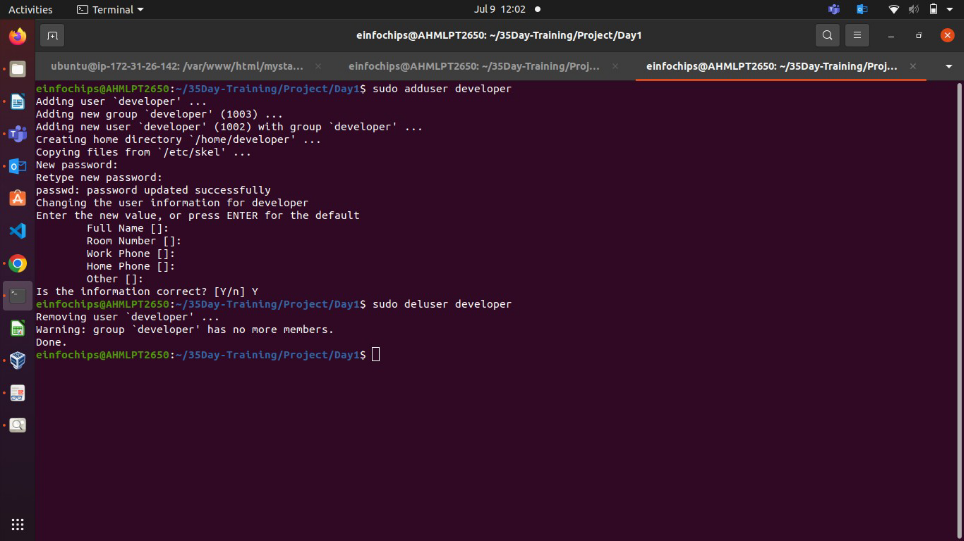 Activities
Terminal
Jul 9 12:02
einfochips@AHMLPT2650: ~/35Day-Training/Project/Day1
ubuntu@ip-172-31-26-142: /var/www/html/mysta...
einfochips@AHMLPT2650: ~/35Day-Training/Proj...
einfochips@AHMLPT2650: ~/35Day-Training/Proj...
einfochips@AHMLPT2650:~/35Day-Training/Project/Day1$ sudo adduser developer
Adding user `developer' ...
Adding new group `developer' (1003) ...
Adding new user `developer' (1002) with group `developer' ...
Creating home directory `/home/developer' ...
Copying files from `/etc/skel' ...
New password:
Retype new password:
passwd: password updated successfully
Changing the user information for developer
Enter the new value, or press ENTER for the default
Full Name []:
Room Number []:
Work Phone []:
Home Phone []:
Other []:
Is the information correct? [Y/n] Y
einfochips@AHMLPT2650:~/35Day-Training/Project/Day1$ sudo deluser developer
Removing user `developer' ...
Warning: group `developer' has no more members.
Done.
einfochips@AHMLPT2650:~/35Day-Training/Project/Day1$